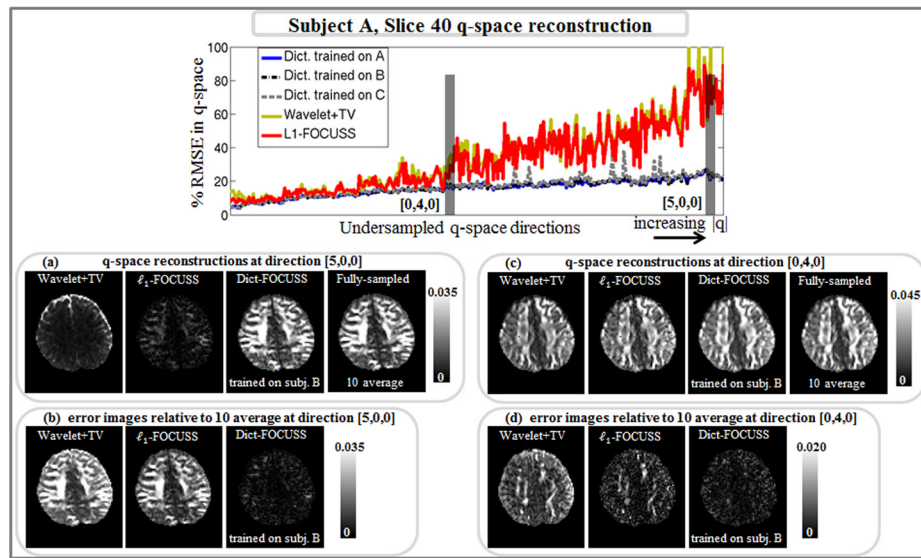 Subject A, Slice 40 q-space reconstruction
100
80
60
40
20
0
% RMSE in q-space
Dict. trained on A
Dict. trained on B
Dict. trained on C
Wavelet+TV
L1-FOCUSS
[0,4,0]
[5,0,0]
Undersampled q-space directions
increasing |q|
(a) q-space reconstructions at direction [5,0,0]
Wavelet+TV ℓ1-FOCUSS Dict-FOCUSS Fully-sampled
0.035
0
trained on subj. B 10 average
(c) q-space reconstructions at direction [0,4,0]
Wavelet+TV ℓ1-FOCUSS Dict-FOCUSS Fully-sampled
0.045
0
trained on subj. B 10 average
(b) error images relative to 10 average at direction [5,0,0]
Wavelet+TV ℓ1-FOCUSS Dict-FOCUSS
0.035
0
trained on subj. B
(d) error images relative to 10 average at direction [0,4,0]
Wavelet+TV ℓ1-FOCUSS Dict-FOCUSS
0.020
0
trained on subj. B